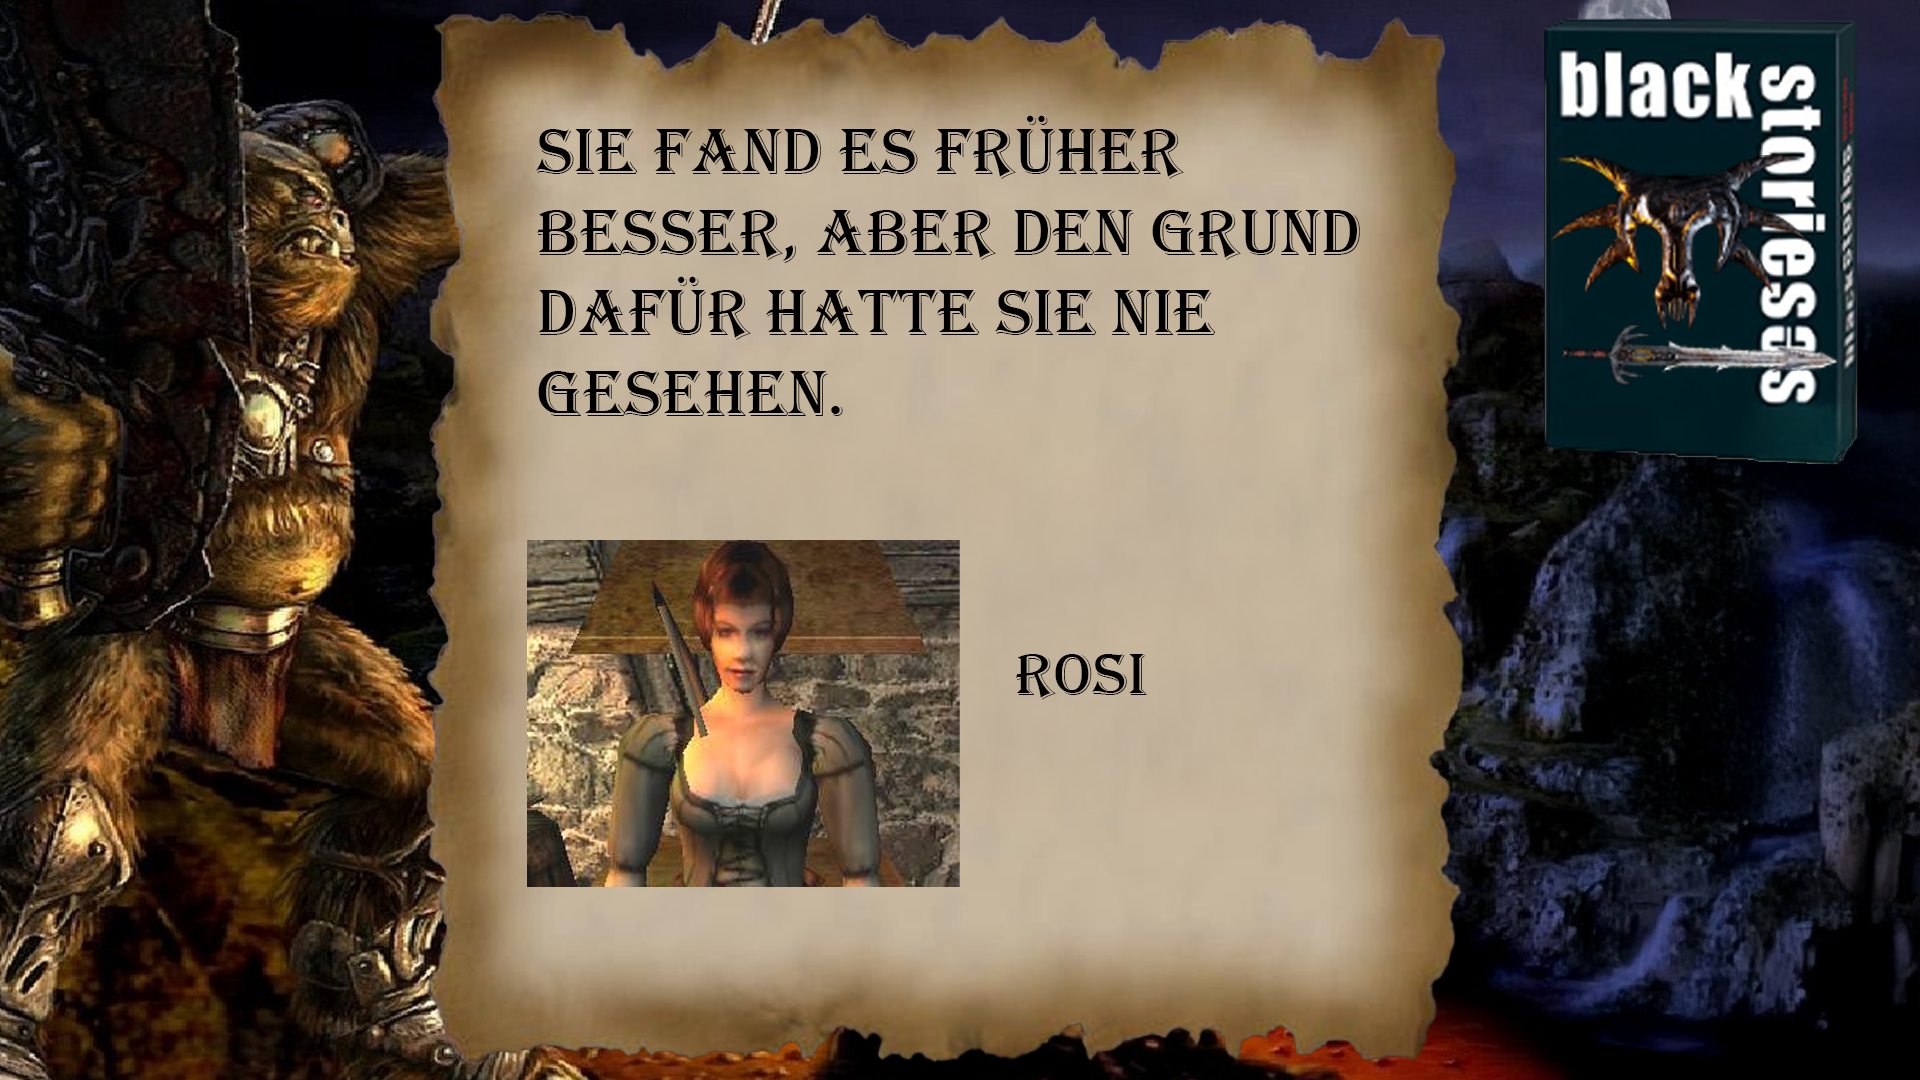 SIE FAND ES FRÜHER
BESSER, ABER DEN GRUND
DAFÜR HATTE SIE NIE
GESEHEN.
ROSI
black
stories